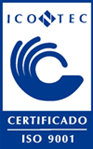 ICONTEC
CERTIFICADO
ISO 9001